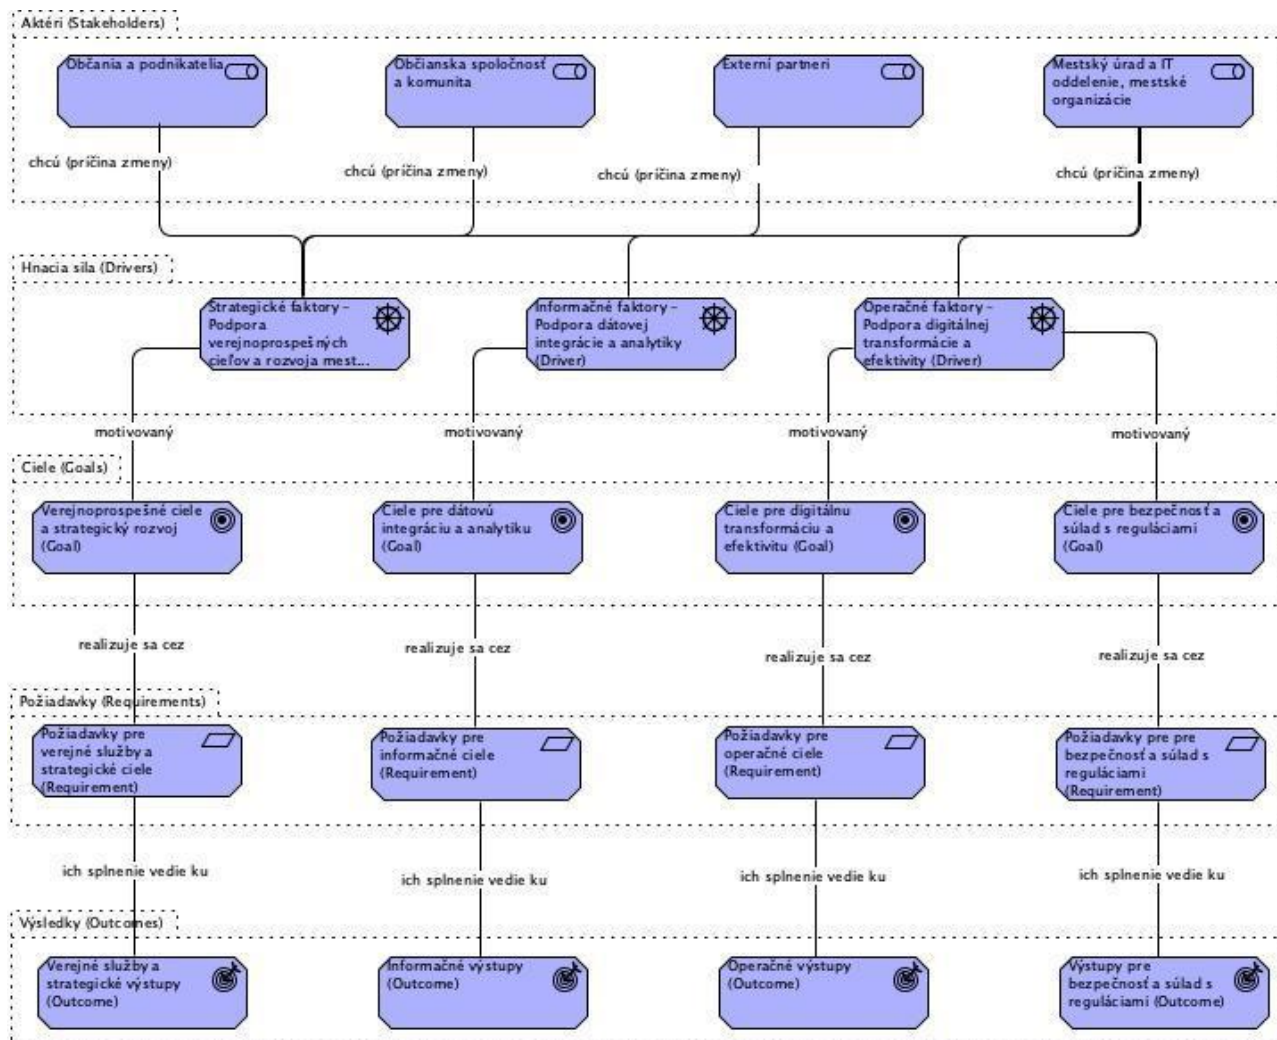 Aktéri (Stakeholders)
Občania a podnikatelia
Občianska spoločnosť
a komunita
Externí partneri
Mestský úrad a IT
oddelenie, mestské
organizácie
chcú (príčina zmeny)
chcú (príčina zmeny)
chcú (príčina zmeny)
chcú (príčina zmeny)
Hnacia sila (Drivers)
Strategické faktory –
Podpora
verejnoprospešných
cieľov a rozvoja mest...
Informačné faktory –
Podpora dátovej
integrácie a analytiky
(Driver)
Operačné faktory –
Podpora digitálnej
transformácie a
efektivity (Driver)
motivovaný
motivovaný
motivovaný
motivovaný
Ciele (Goals)
Verejnoprospešné ciele
a strategický rozvoj
(Goal)
Ciele pre dátovú
integráciu a analytiku
(Goal)
Ciele pre digitálnu
transformáciu a
efektivitu (Goal)
Ciele pre bezpečnosť a
súlad s reguláciami
(Goal)
realizuje sa cez
realizuje sa cez
realizuje sa cez
realizuje sa cez
Požiadavky (Requirements)
Požiadavky pre
verejné služby a
strategické ciele
(Requirement)
Požiadavky pre
informačné ciele
(Requirement)
Požiadavky pre
operačné ciele
(Requirement)
Požiadavky pre pre
bezpečnosť a súlad s
reguláciami
(Requirement)
ich splnenie vedie ku
ich splnenie vedie ku
ich splnenie vedie ku
ich splnenie vedie ku
Výsledky (Outcomes)
Verejné služby a
strategické výstupy
(Outcome)
Informačné výstupy
(Outcome)
Operačné výstupy
(Outcome)
Výstupy pre
bezpečnosť a súlad s
reguláciami (Outcome)